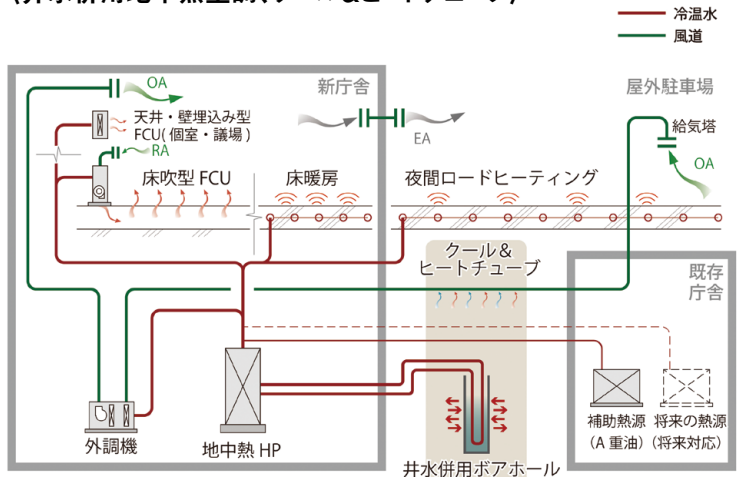 冷温水
風道
新庁舎
屋外駐車場
OA
天井・壁埋込み型
FCU(個室・議場)
RA
EA
給気塔
OA
床吹型 FCU
床暖房
夜間ロードヒーティング
クール&
ヒートチューブ
既存
庁舎
外調機
地中熱 HP
井水併用ボアホール
補助熱源
(A 重油)
将来の熱源
(将来対応)